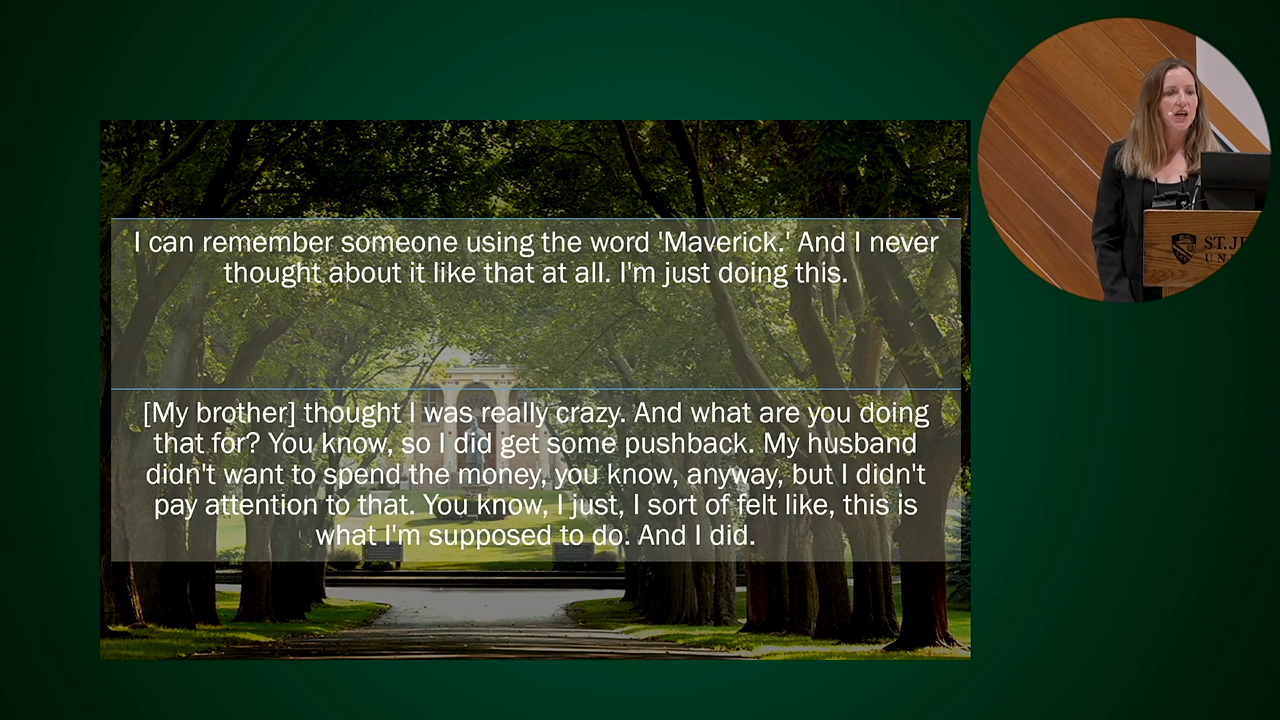 I can remember someone using the word 'Maverick.' And I never
thought about it like that at all. I'm just doing this.
[My brother] thought I was really crazy. And what are you doing
that for? You know, so I did get some pushback. My husband
didn't want to spend the money, you know, anyway, but I didn't
pay attention to that. You know, I just, I sort of felt like, this is
what I'm supposed to do. And I did.
ST.